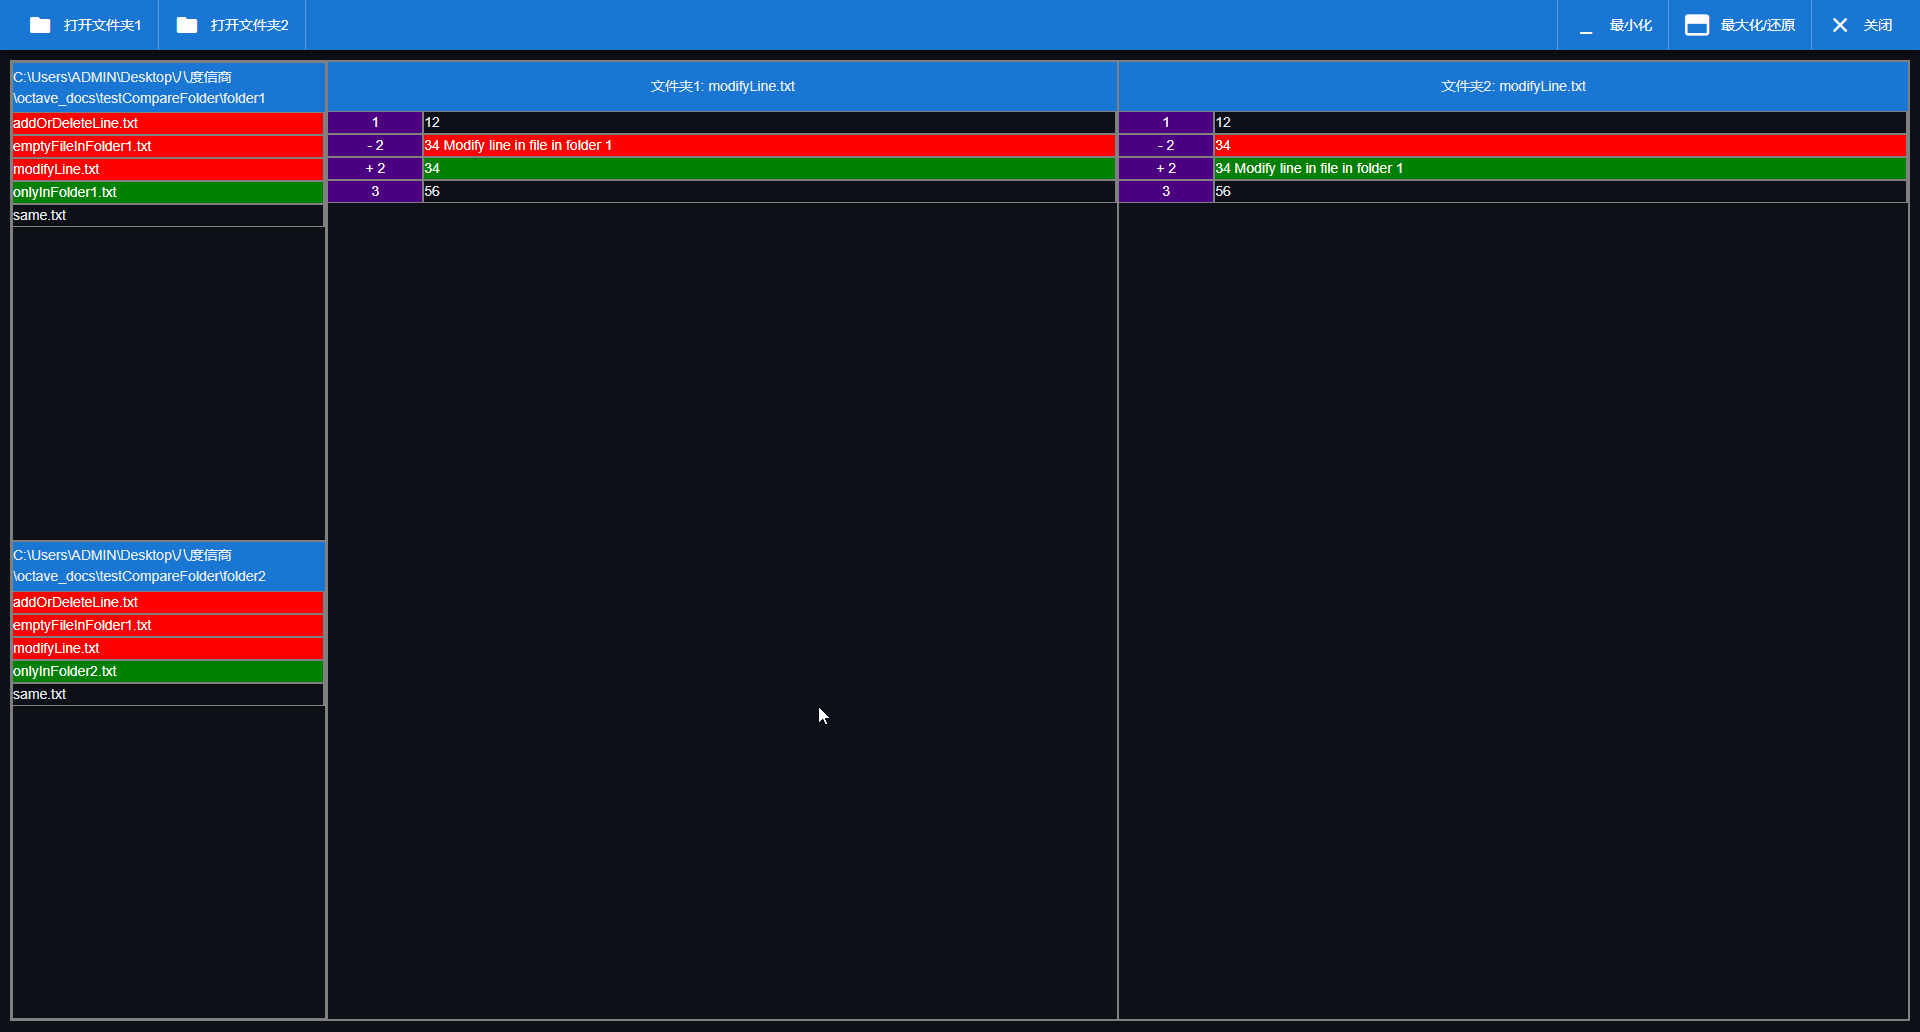 打开文件夹1
打开文件夹2
最小化
最大化/还原
关闭
C:\Users\ADMIN\Desktop\八度信商
\octave_docs\testCompareFolder\folder1
addOrDeleteLine.txt
emptyFileInFolder1.txt
modifyLine.txt
onlyInFolder1.txt
same.txt
C:\Users\ADMIN\Desktop\八度信商
\octave_docs\testCompareFolder\folder2
addOrDeleteLine.txt
emptyFileInFolder1.txt
modifyLine.txt
onlyInFolder2.txt
same.txt
文件夹1: modifyLine.txt
1 12
- 2 34 Modify line in file in folder 1
+ 2 34
3 56
文件夹2: modifyLine.txt
1 12
- 2 34
+ 2 34 Modify line in file in folder 1
3 56